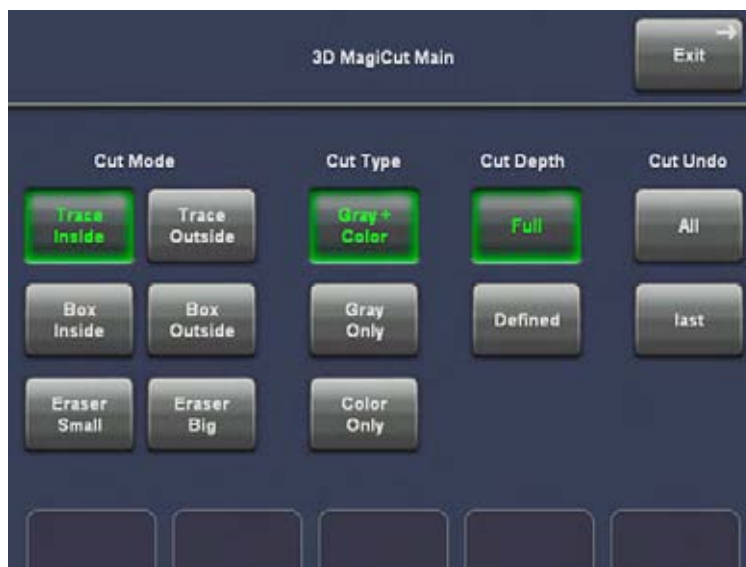 3D MagiCut Main
Exit
Cut Mode
Cut Type
Cut Depth
Cut Undo
Trace
Inside
Trace
Outside
Gray+
Color
Full
All
Box
Inside
Box
Outside
Gray
Only
Defined
last
Eraser
Small
Eraser
Big
Color
Only